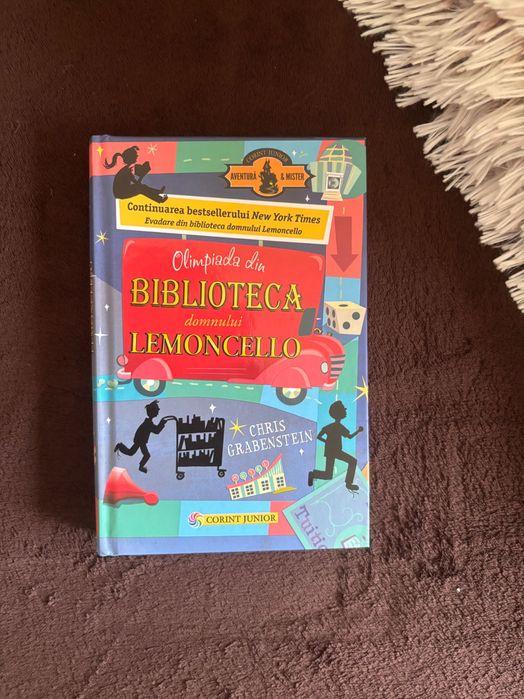 CORINT JUNIOR
AVENTURĂ & MISTER
Continuarea bestsellerului New York Times
Evadare din biblioteca domnului Lemoncello
Olimpiada din
BIBLIOTECA
domnului
LEMONCELLO
CHRIS
GRABENSTEIN
CORINT JUNIOR
Tuitio